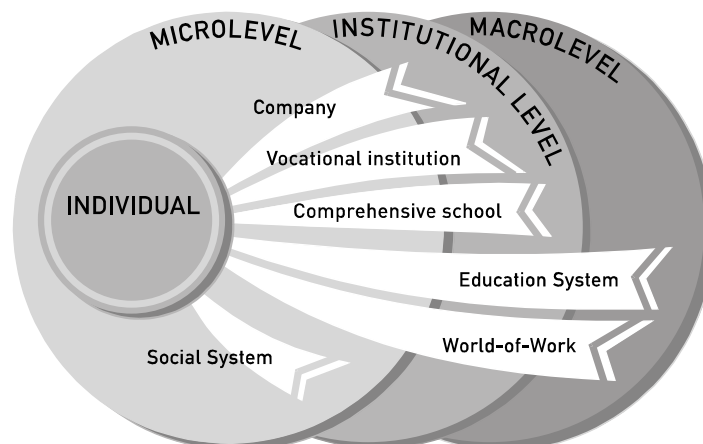 MICROLEVEL
INSTITUTIONAL LEVEL
MACROLEVEL
Company
Vocational institution
INDIVIDUAL
Comprehensive school
Education System
World-of-Work
Social System